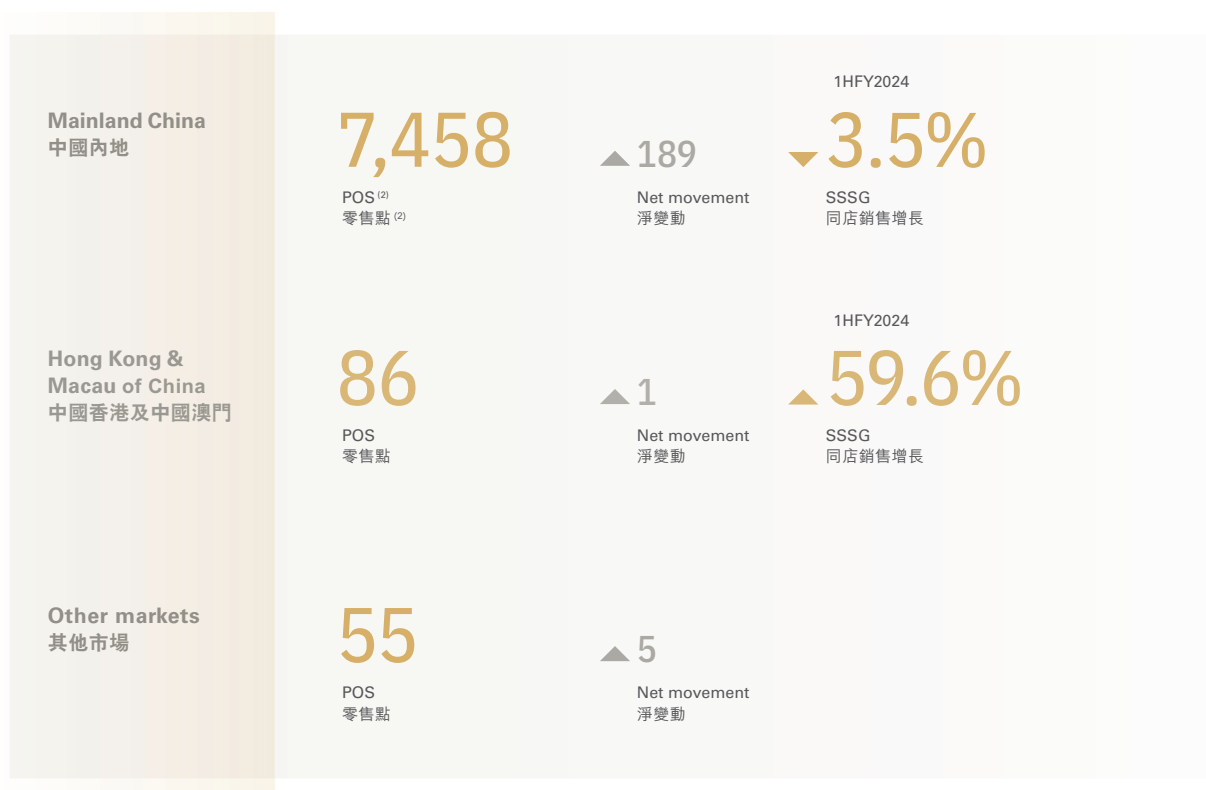 Mainland China
中國內地
7,458
POS (2)
零售點 (2)
▲ 189
Net movement
淨變動
1HFY2024
▼ 3.5%
SSSG
同店銷售增長
Hong Kong &
Macau of China
中國香港及中國澳門
86
POS
零售點
▲ 1
Net movement
淨變動
1HFY2024
▲ 59.6%
SSSG
同店銷售增長
Other markets
其他市場
55
POS
零售點
▲ 5
Net movement
淨變動